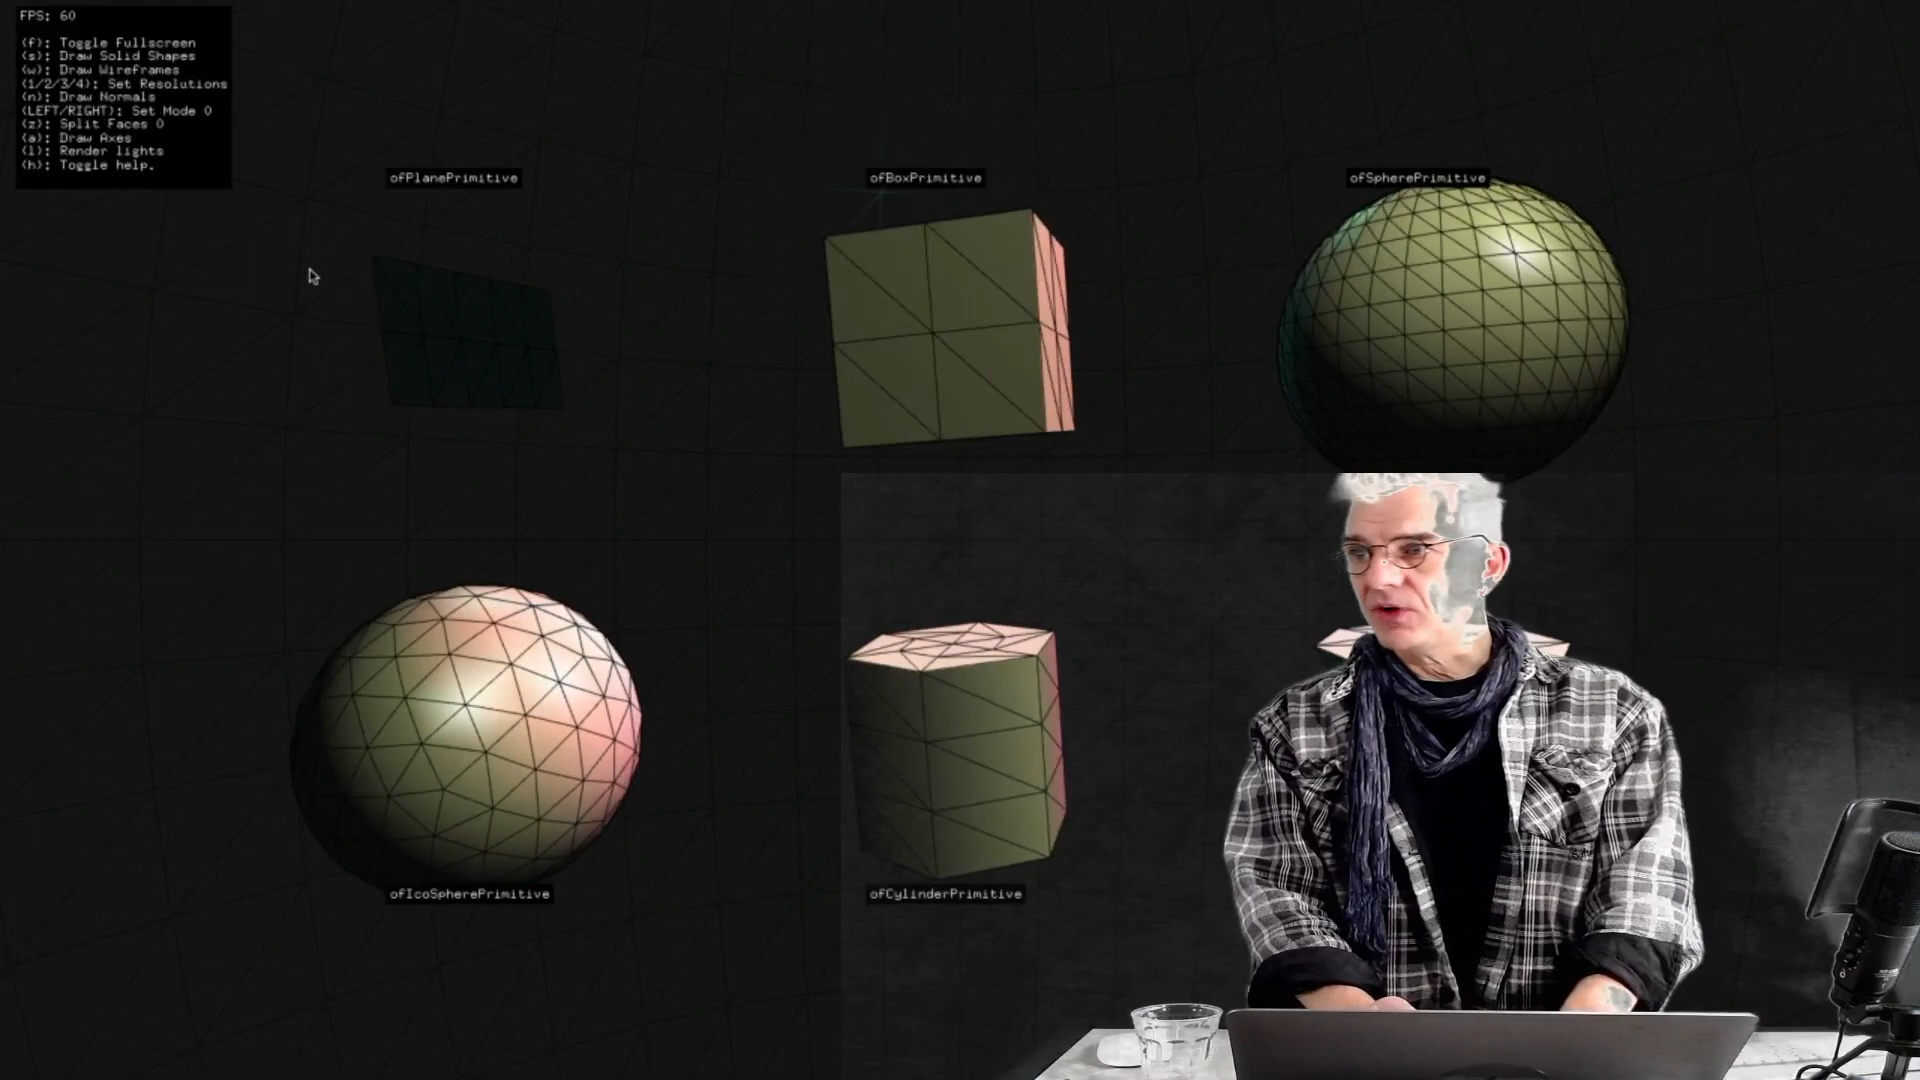 FPS: 60
(f): Toggle Fullscreen
(s): Draw Solid Shapes
(w): Draw Wireframes
(1/2/3/4): Set Resolutions
(n): Draw Normals
(LEFT/RIGHT): Set Mode 0
(z): Split Faces 0
(a): Draw Axes
(l): Render lights
(h): Toggle help.
ofPlanePrimitive
ofBoxPrimitive
ofSpherePrimitive
ofIcoSpherePrimitive
ofCylinderPrimitive